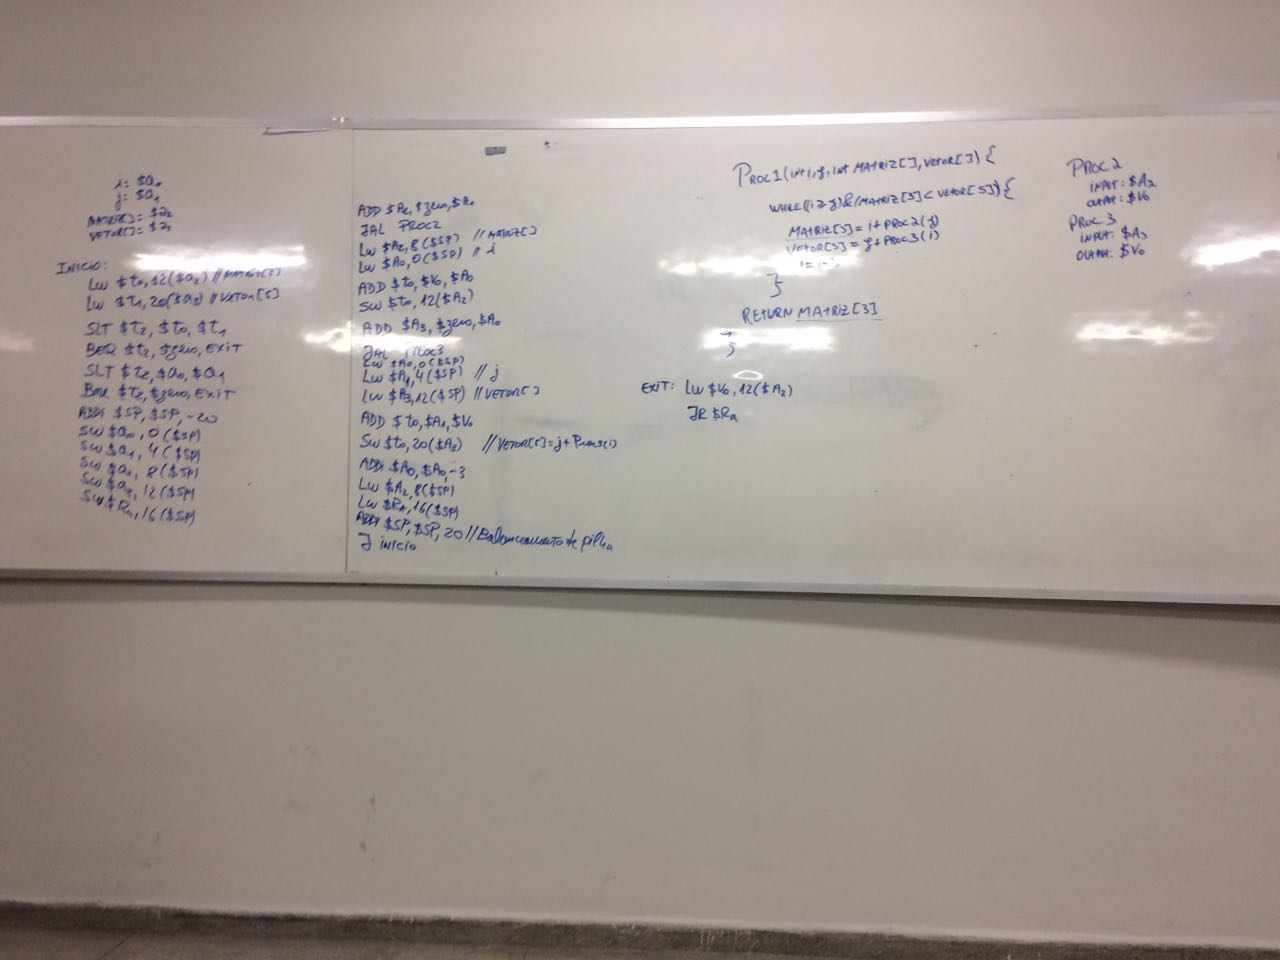 i= $a0
j= $a1
MATRIZ[]= $a2
VETOR[]= $a3
INICIO:
LW $t0, 12($a2) //MATRIZ[3]
LW $t1, 20($a3) //VETOR[5]
SLT $t2, $t0, $t1
BEQ $t2, $zero, EXIT
SLT $t2, $a0, $a1
$t2, $zero, EXIT
ADDi $SP, $SP, -20
SW $a0, 0($SP)
SW $a1, 4($SP)
8($SP)
12($SP)
SW $Ra, 16($SP)
ADD $A2, $zero, $A1
JAL PROC2
LW $A2, 8($SP) //MATRIZ[]
LW $A0, 0($SP) // i
ADD $t0, $V0, $A0
SW $t0, 12($A2)
ADD $A3, $zero, $A0
JAL PROC3
LW $A0, 0($SP)
LW $A1, 4($SP) // j
LW $A3, 12($SP) //VETOR[]
ADD $t0, $A1, $V0
SW $t0, 20($A3) //VETOR[5]=j+Proc3(i)
ADDi $A0, $A0, -3
LW $A2, 8($SP)
LW $RA, 16($SP)
ADDi $SP, $SP, 20 //Balanceamento de pilha
J INICIO
PROC1(int i, j, int MATRIZ[], VETOR[]) {
WHILE((i ≥ j)&(MATRIZ[3]< VETOR[5])){
MATRIZ[3]= i+PROC2(j)
VETOR[5]= j+PROC3(i)
i= i-3
}
RETURN MATRIZ[3]
}
EXIT: LW $V0, 12($A2)
JR $Ra
PROC2
INPUT: $A2
OUTPUT: $V0
PROC3
INPUT: $A3
OUTPUT: $V0